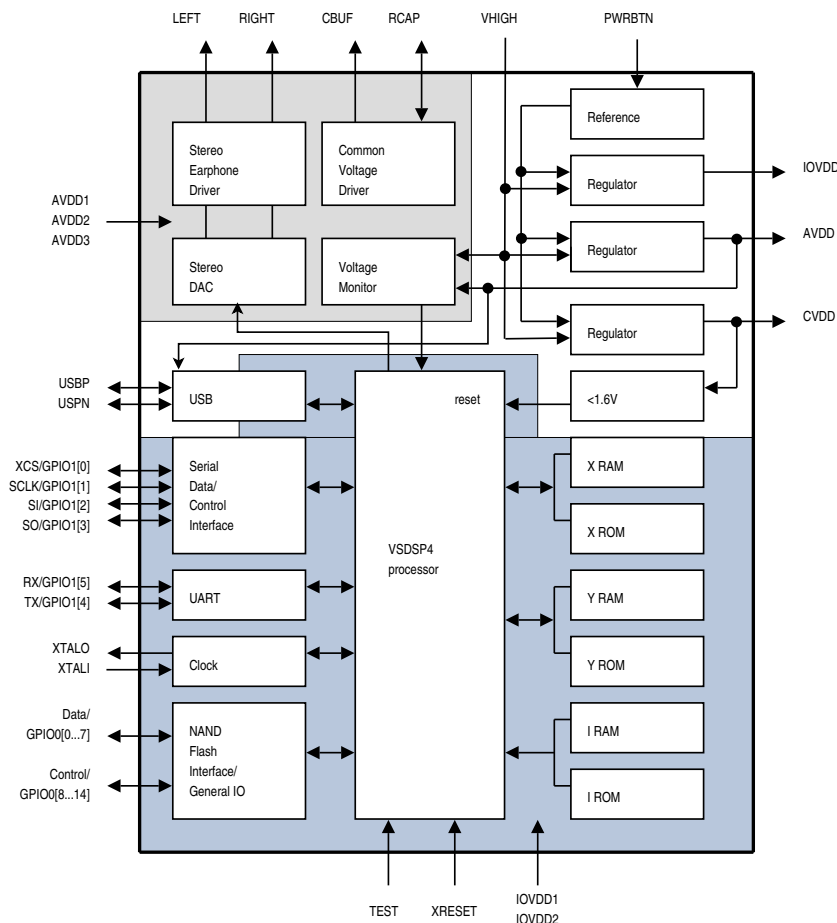 LEFT RIGHT CBUF RCAP VHIGH PWRBTN
Reference
Stereo
Earphone
Driver
Common
Voltage
Driver
Regulator
IOVDD
AVDD1
AVDD2
AVDD3
Stereo
DAC
Voltage
Monitor
Regulator
AVDD
Regulator
CVDD
USBP
USPN
USB
reset
<1.6V
XCS/GPIO1[0]
SCLK/GPIO1[1]
SI/GPIO1[2]
SO/GPIO1[3]
Serial
Data/
Control
Interface
X RAM
X ROM
VSDSP4
processor
RX/GPIO1[5]
TX/GPIO1[4]
UART
Y RAM
Y ROM
XTALO
XTALI
Clock
Data/
GPIO0[0...7]
Control/
GPIO0[8...14]
NAND
Flash
Interface/
General IO
I RAM
I ROM
TEST XRESET IOVDD1
IOVDD2